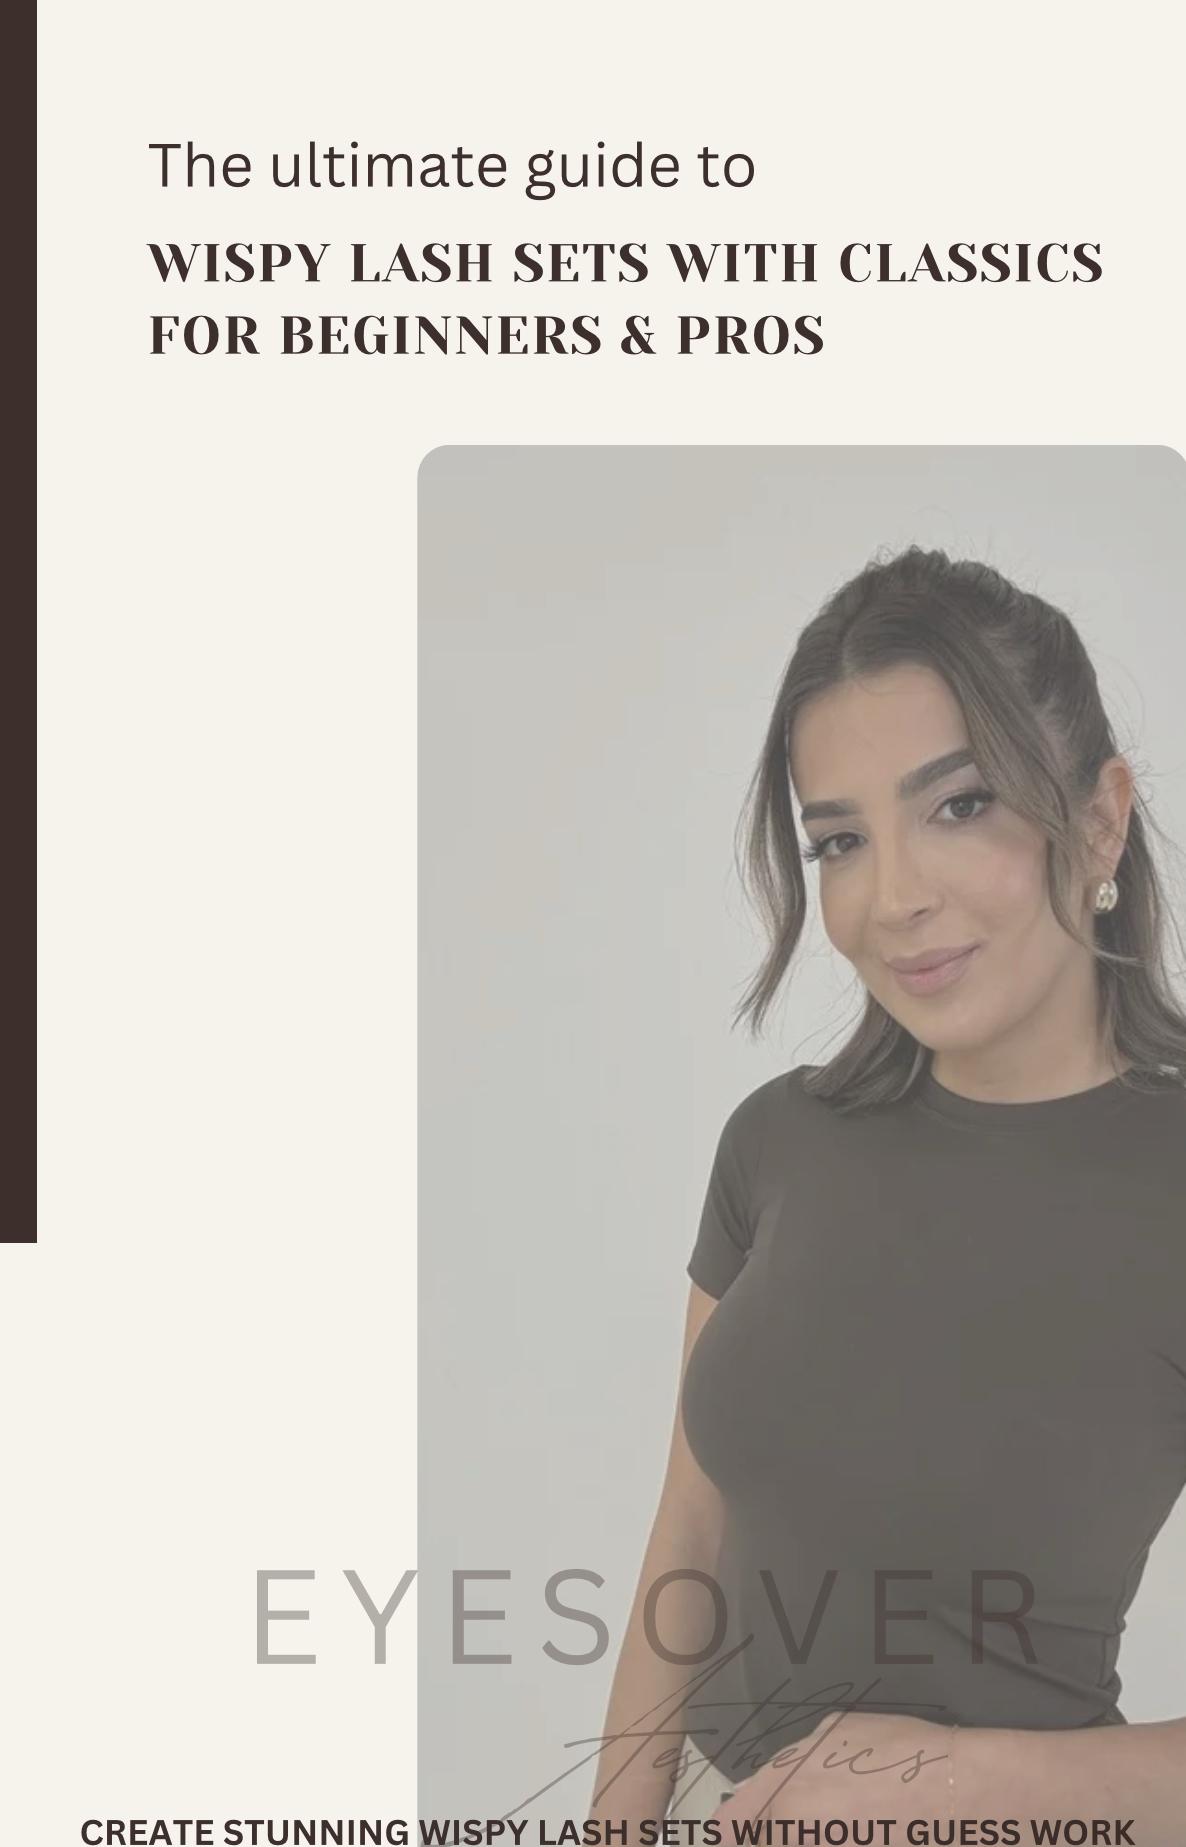 The ultimate guide to
WISPY LASH SETS WITH CLASSICS
FOR BEGINNERS & PROS
EYESOVER
Aesthetics
CREATE STUNNING WISPY LASH SETS WITHOUT GUESS WORK